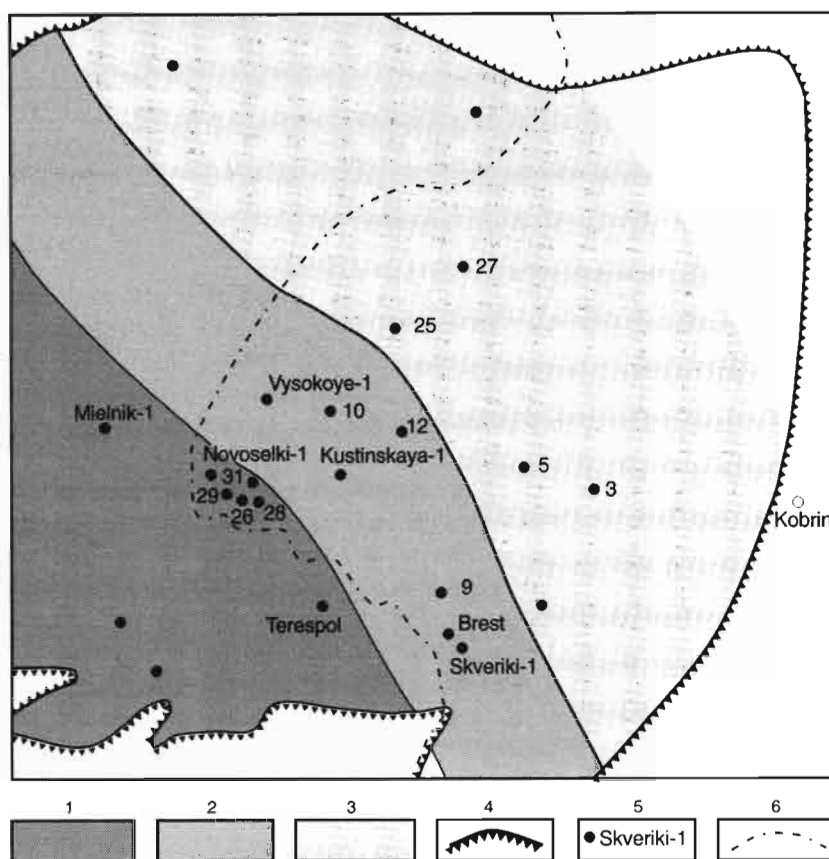 27
25
Vysokoye-1
10
Mielnik-1
12
Novoselki-1
Kustinskaya-1
5
31
3
29
26
28
Kobrin
9
Terespol
Brest
Skveriki-1
1 2 3 4 5 6
Skveriki-1